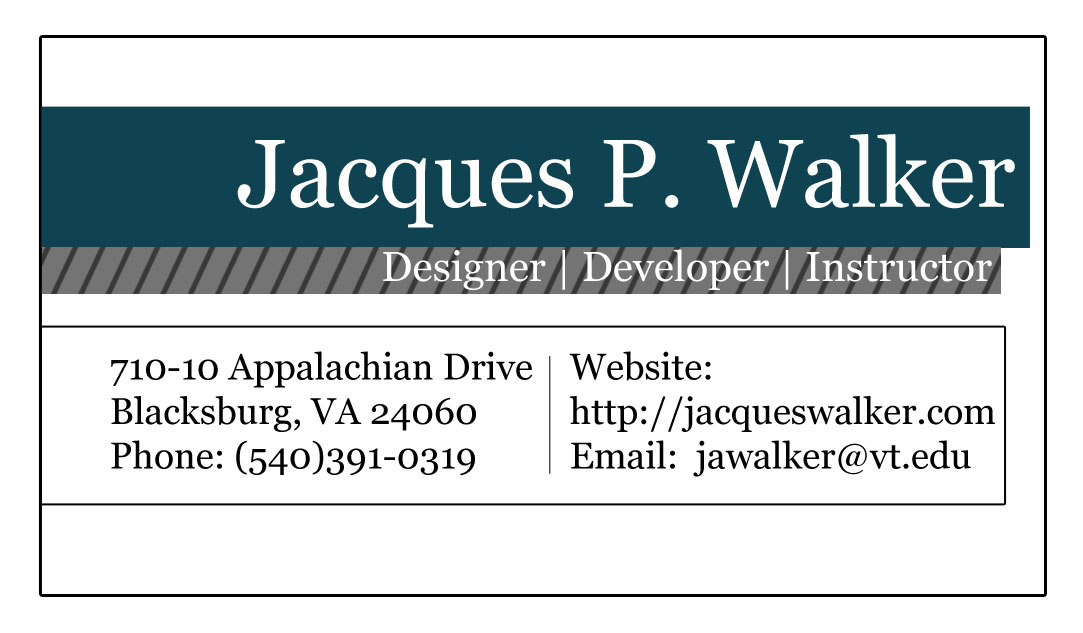 Jacques P. Walker
Designer | Developer | Instructor
710-10 Appalachian Drive
Blacksburg, VA 24060
Phone: (540)391-0319
Website:
http://jacqueswalker.com
Email: jawalker@vt.edu